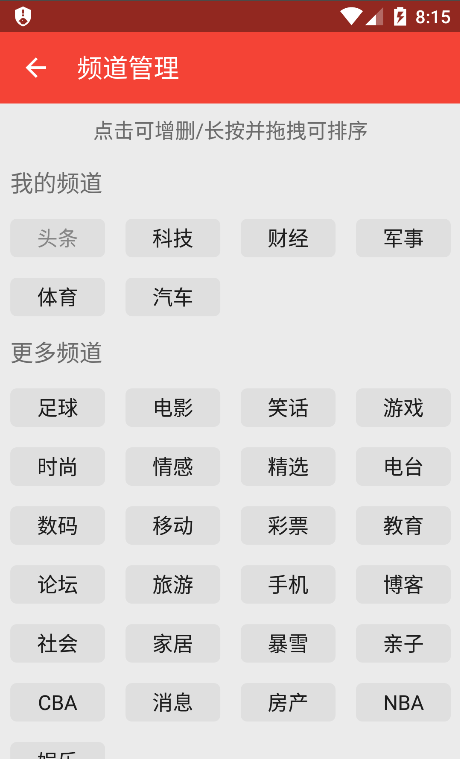 8:15
频道管理
点击可增删/长按并拖拽可排序
我的频道
头条 科技 财经 军事
体育 汽车
更多频道
足球 电影 笑话 游戏
时尚 情感 精选 电台
数码 移动 彩票 教育
论坛 旅游 手机 博客
社会 家居 暴雪 亲子
CBA 消息 房产 NBA
娱乐